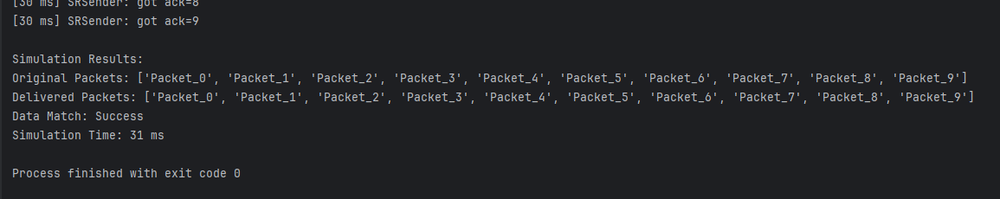 [30 ms] SRSender: got ack=8
[30 ms] SRSender: got ack=9
Simulation Results:
Original Packets: ['Packet_0', 'Packet_1', 'Packet_2', 'Packet_3', 'Packet_4', 'Packet_5', 'Packet_6', 'Packet_7', 'Packet_8', 'Packet_9']
Delivered Packets: ['Packet_0', 'Packet_1', 'Packet_2', 'Packet_3', 'Packet_4', 'Packet_5', 'Packet_6', 'Packet_7', 'Packet_8', 'Packet_9']
Data Match: Success
Simulation Time: 31 ms
Process finished with exit code 0